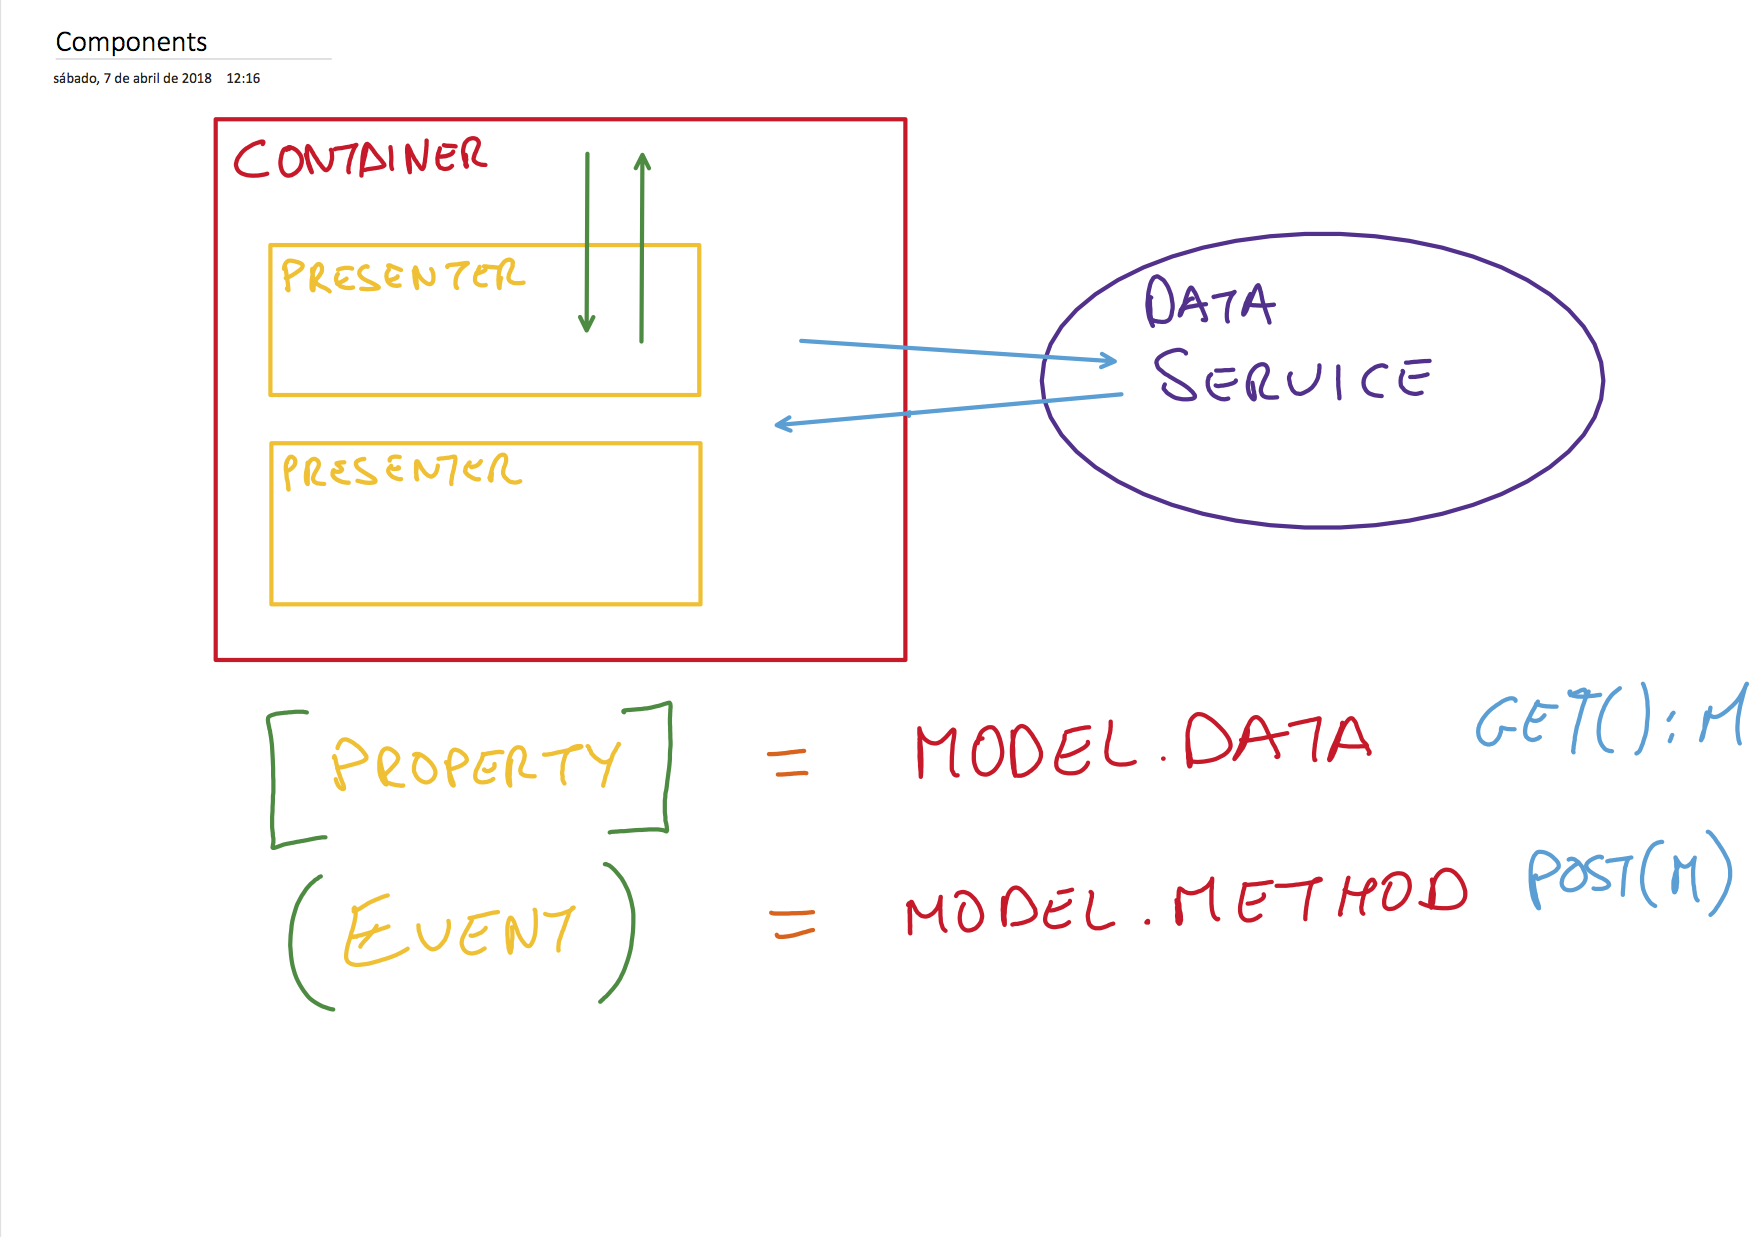 Components
sábado, 7 de abril de 2018 12:16
CONTAINER
PRESENTER
DATA
SERVICE
PRESENTER
[PROPERTY] = MODEL.DATA GET():M
(EVENT) = MODEL.METHOD POST(M)